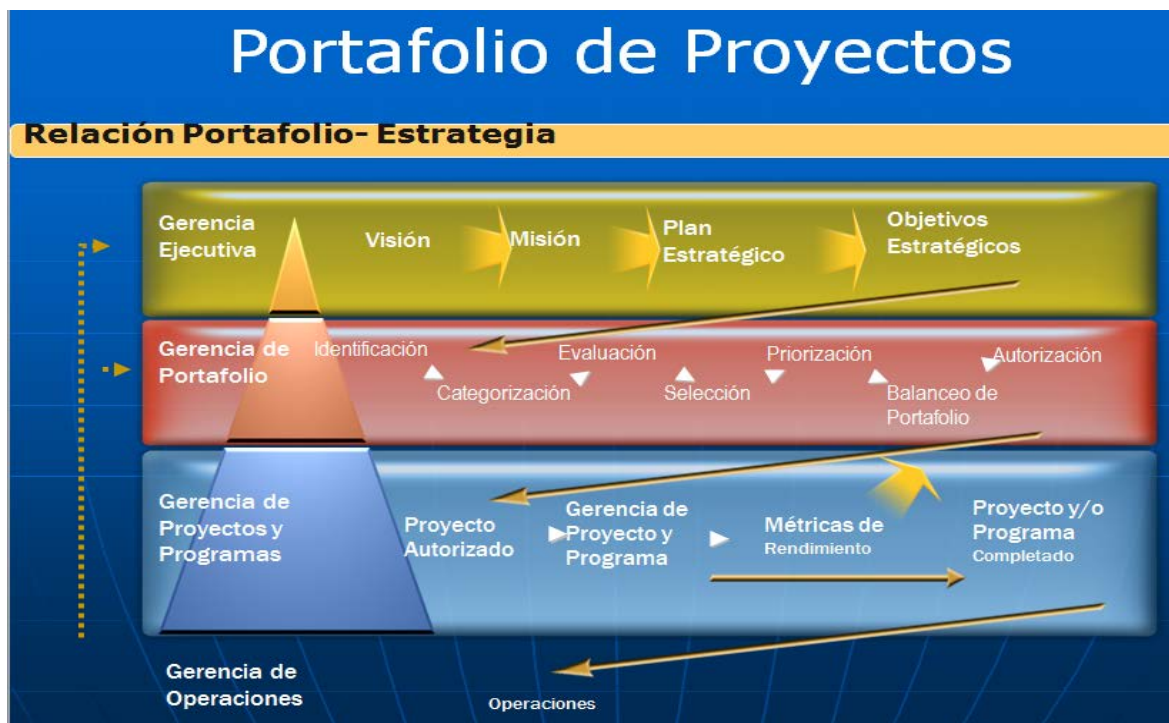 Portafolio de Proyectos
Relación Portafolio- Estrategia
Gerencia
Ejecutiva
Visión
Misión
Plan
Estratégico
Objetivos
Estratégicos
Gerencia de
Portafolio
Identificación
Categorización
Evaluación
Selección
Priorización
Balanceo de
Portafolio
Autorización
Gerencia de
Proyectos y
Programas
Proyecto
Autorizado
Gerencia de
Proyecto y
Programa
Métricas de
Rendimiento
Proyecto y/o
Programa
Completado
Gerencia de
Operaciones
Operaciones